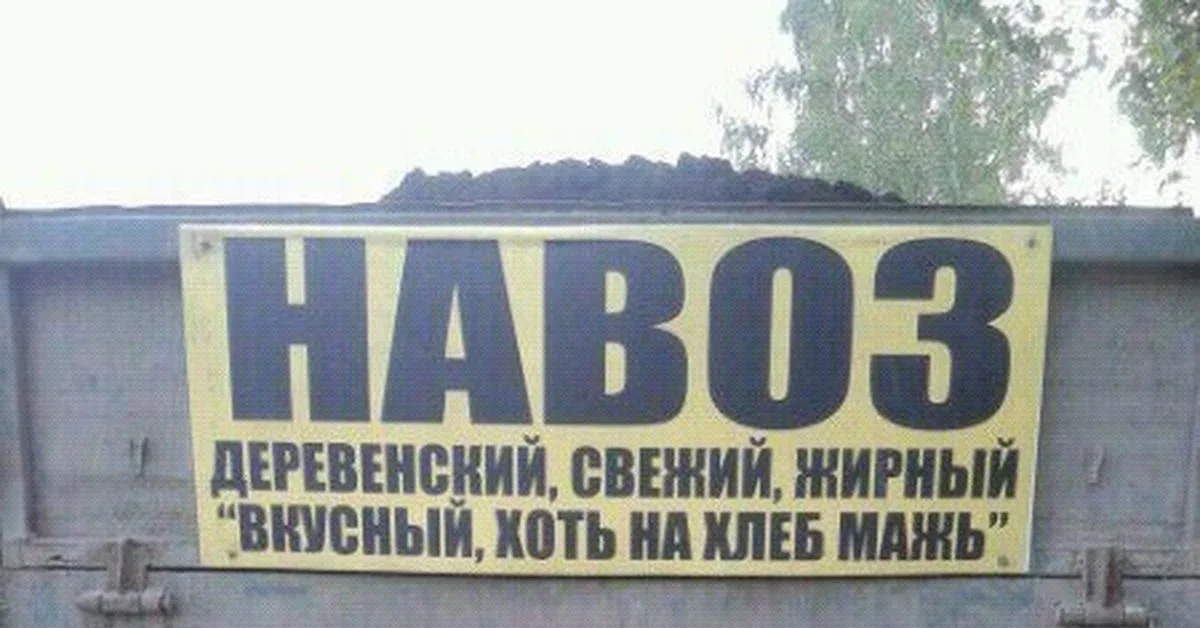 НАВОЗ
ДЕРЕВЕНСКИЙ, СВЕЖИЙ, ЖИРНЫЙ
“ВКУСНЫЙ, ХОТЬ НА ХЛЕБ МАЖЬ”